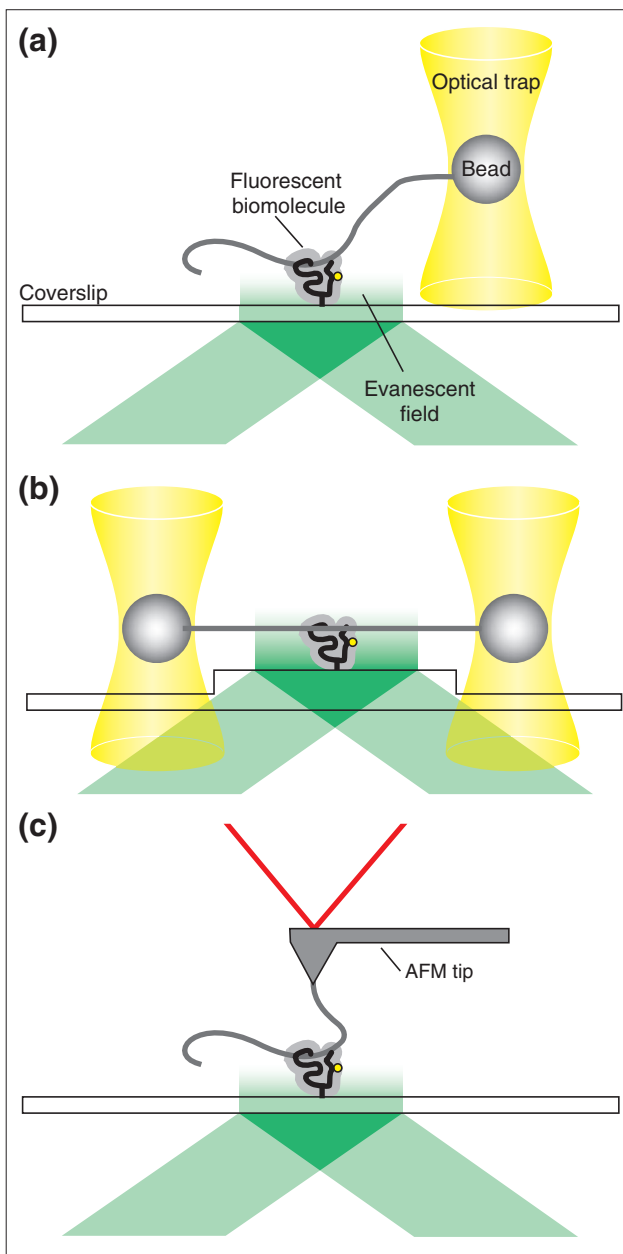 (a)
Optical trap
Bead
Fluorescent
biomolecule
Coverslip
Evanescent
field
(b)
(c)
AFM tip